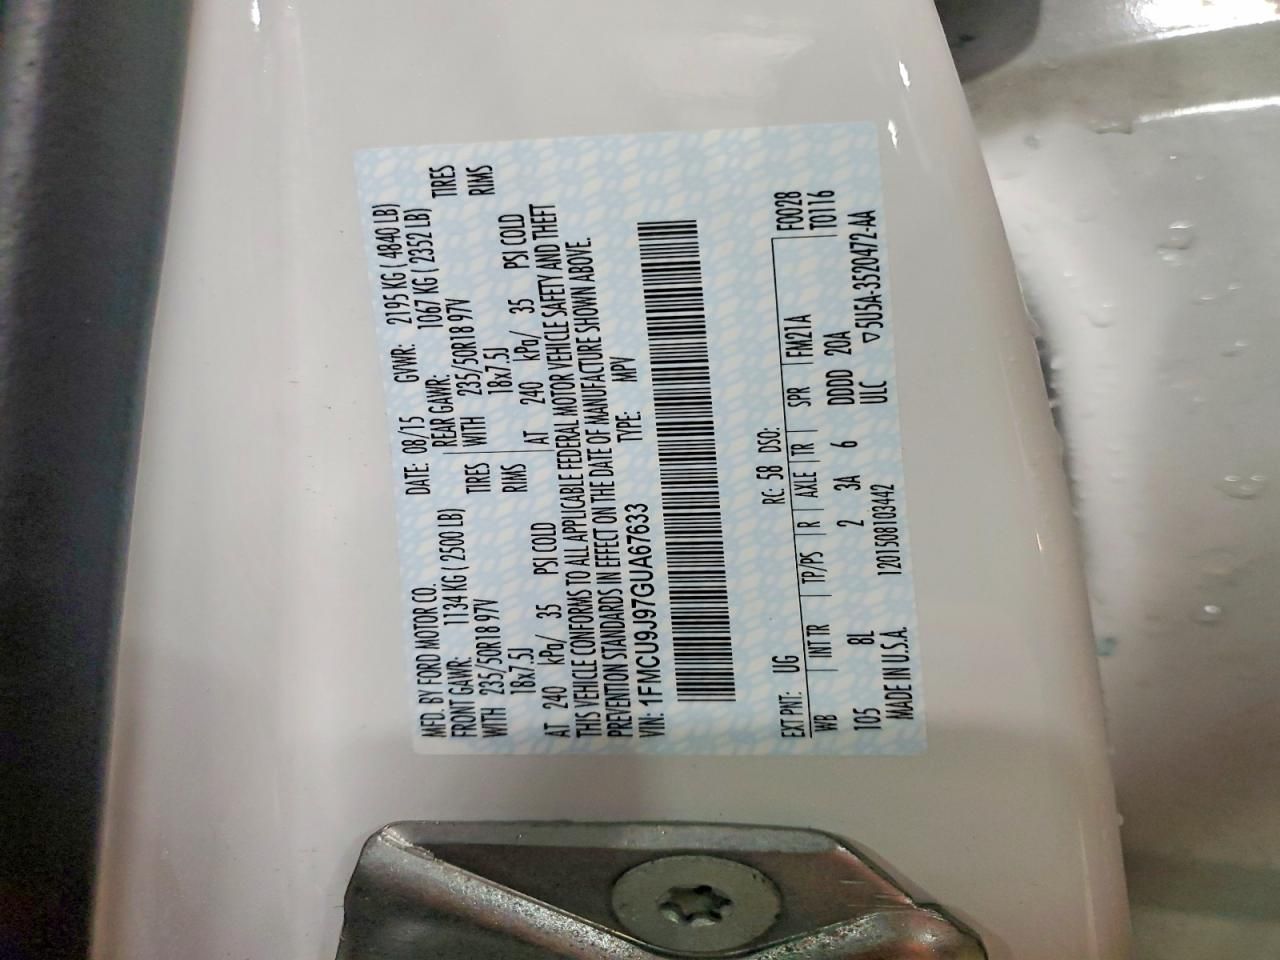 MFD. BY FORD MOTOR CO. DATE: 08/15 GVWR: 2195 KG ( 4840 LB)
FRONT GAWR: 1134 KG ( 2500 LB) REAR GAWR: 1067 KG ( 2352 LB)
WITH 235/50R18 97V TIRES WITH 235/50R18 97V TIRES
18x7.5J RIMS 18x7.5J RIMS
AT 240 kPa/ 35 PSI COLD AT 240 kPa/ 35 PSI COLD
THIS VEHICLE CONFORMS TO ALL APPLICABLE FEDERAL MOTOR VEHICLE SAFETY AND THEFT
PREVENTION STANDARDS IN EFFECT ON THE DATE OF MANUFACTURE SHOWN ABOVE.
VIN: 1FMCU9J97GUA67633 TYPE: MPV
EXT PNT: UG RC: 58 DSO: F0028
WB INT TR TP/PS R AXLE TR SPR FM21A T0116
105 8L 2 3A 6 DDDD 20A
MADE IN U.S.A. 1201508103442 ULC ▽5U5A-3520472-AA